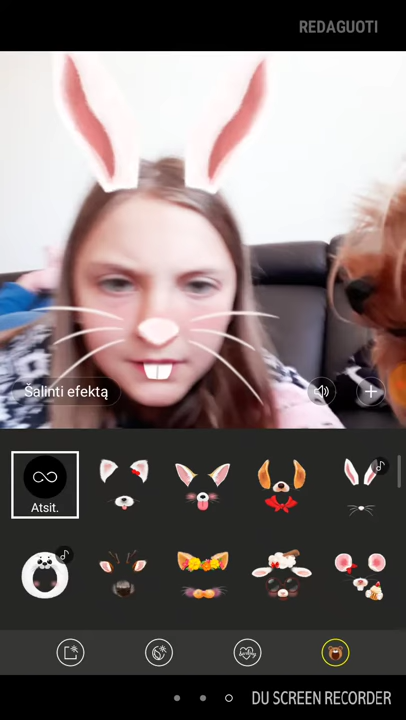 REDAGUOTI
Šalinti efektą
Atsit.
DU SCREEN RECORDER